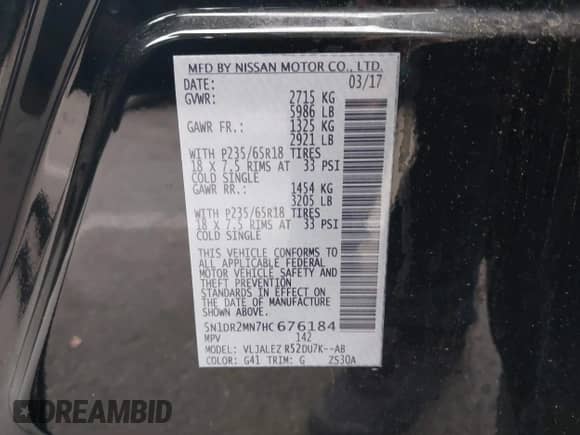 MFD BY NISSAN MOTOR CO., LTD.
DATE: 03/17
GVWR: 2715 KG
5986 LB
GAWR FR.: 1325 KG
2921 LB
WITH P235/65R18 TIRES
18 X 7.5 RIMS AT 33 PSI
COLD SINGLE
GAWR RR.: 1454 KG
3205 LB
WITH P235/65R18 TIRES
18 X 7.5 RIMS AT 33 PSI
COLD SINGLE
THIS VEHICLE CONFORMS TO
ALL APPLICABLE FEDERAL
MOTOR VEHICLE SAFETY AND
THEFT PREVENTION
STANDARDS IN EFFECT ON
THE DATE OF MANUFACTURE
SHOWN ABOVE.
5N1DR2MN7HC676184
MPV 142
MODEL: VLJALEZ R52DU7K--AB
COLOR: G41 TRIM: G ZS30A
DREAMBID